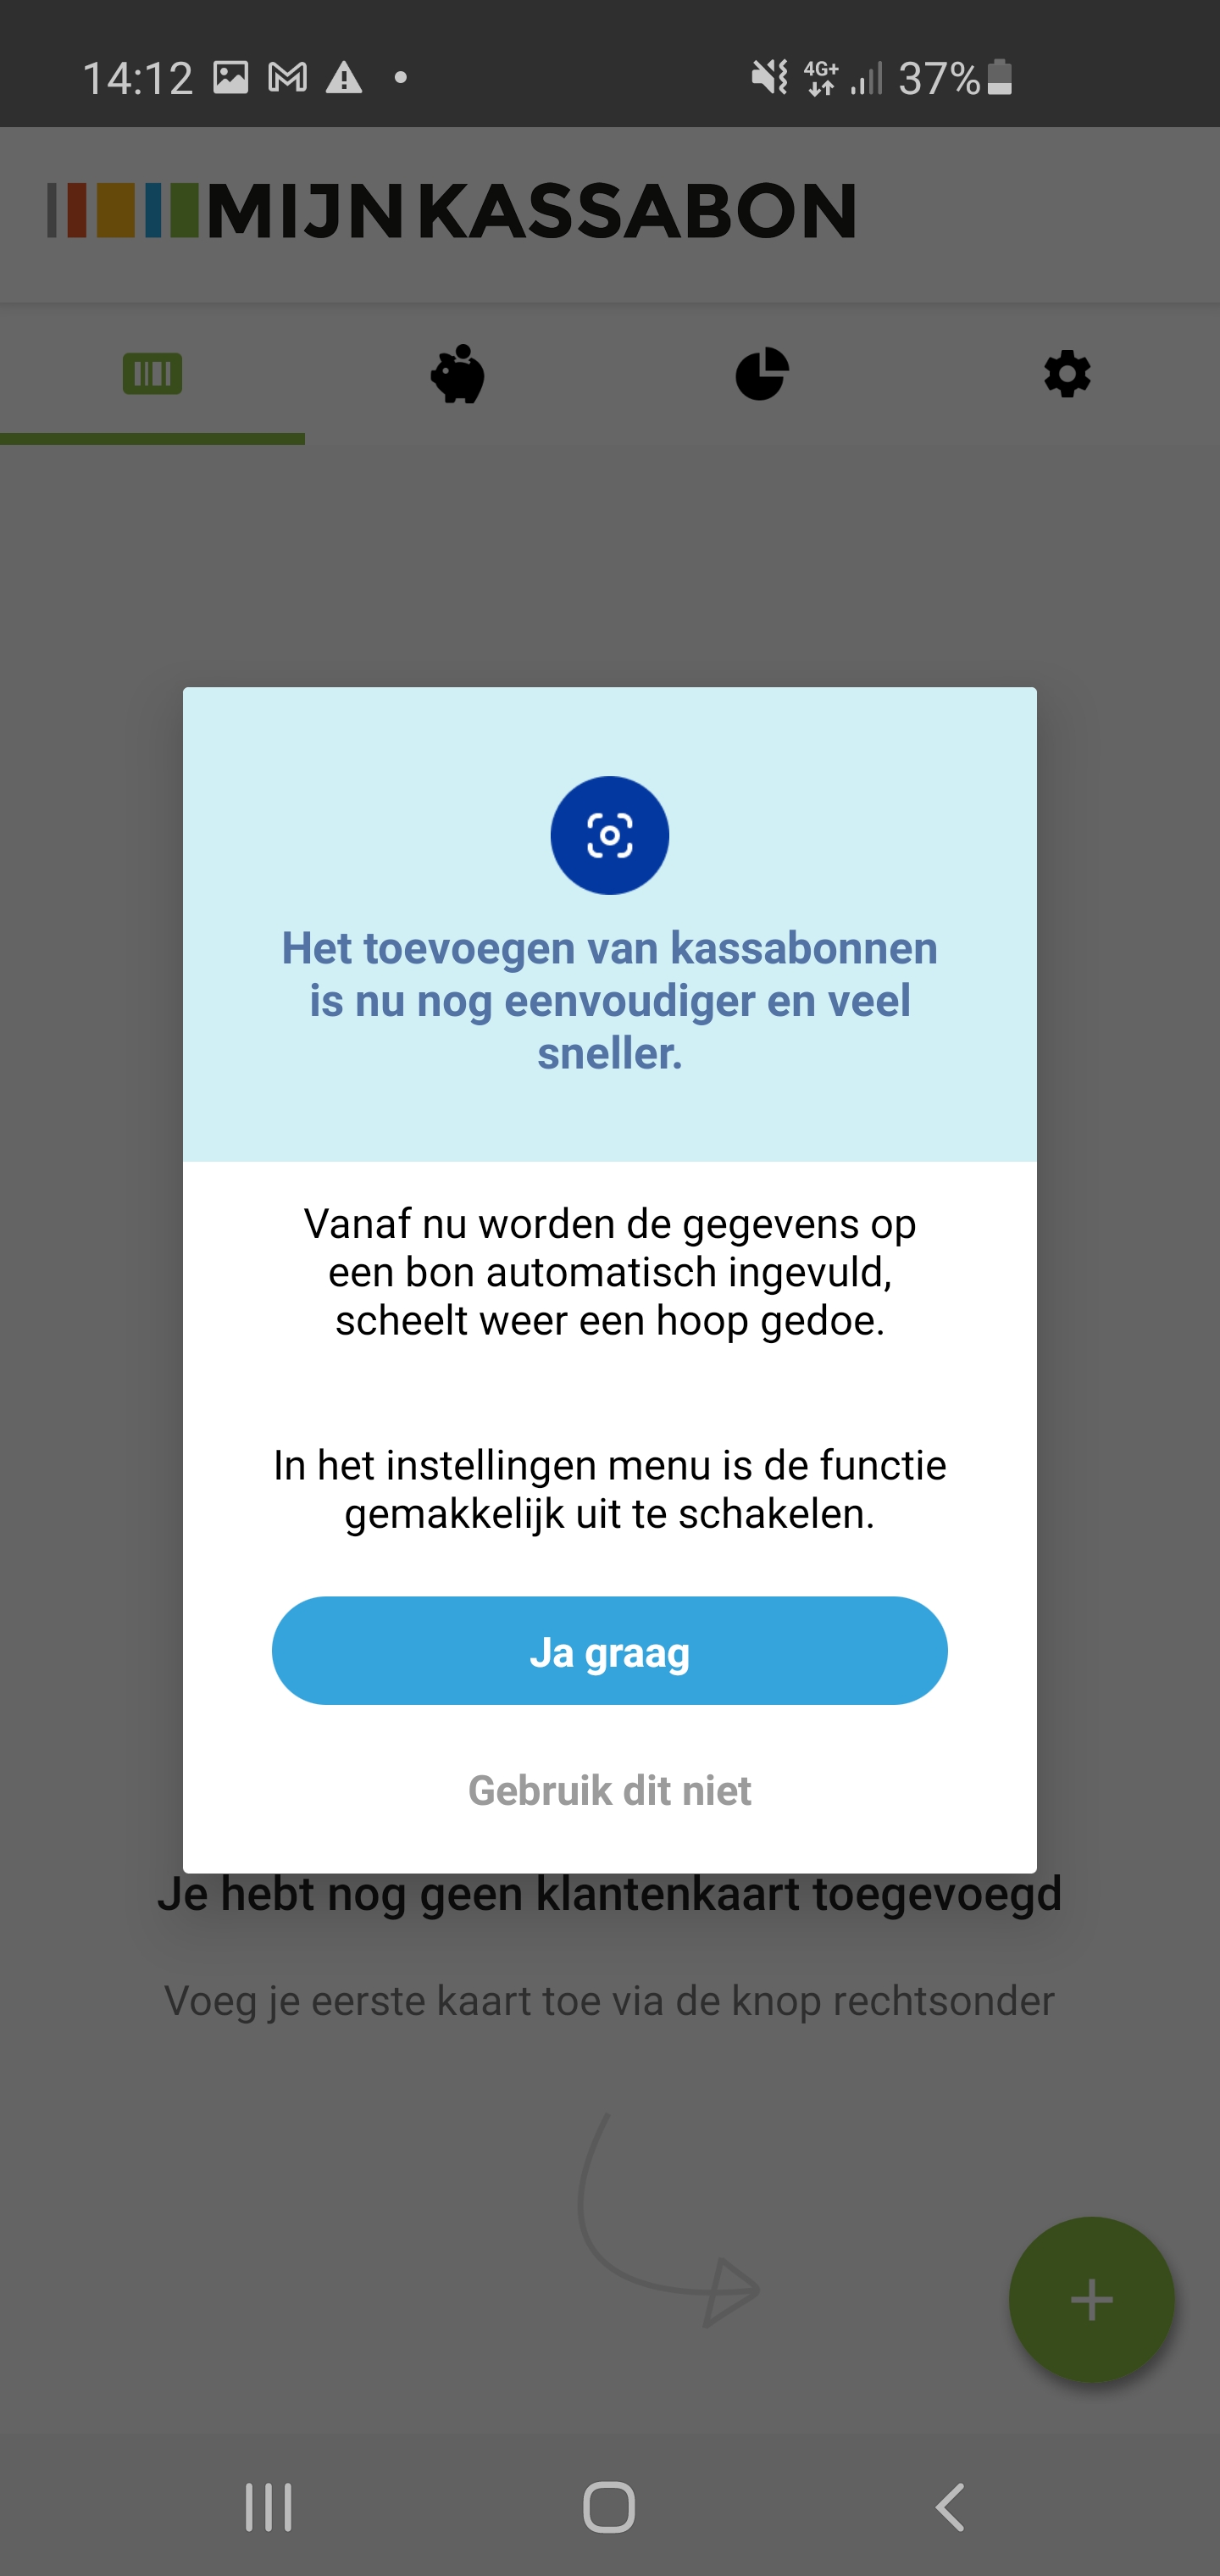 14:12
4G+
37%
MIJNKASSABON
Het toevoegen van kassabonnen
is nu nog eenvoudiger en veel
sneller.
Vanaf nu worden de gegevens op
een bon automatisch ingevuld,
scheelt weer een hoop gedoe.
In het instellingen menu is de functie
gemakkelijk uit te schakelen.
Ja graag
Gebruik dit niet
Je hebt nog geen klantenkaart toegevoegd
Voeg je eerste kaart toe via de knop rechtsonder